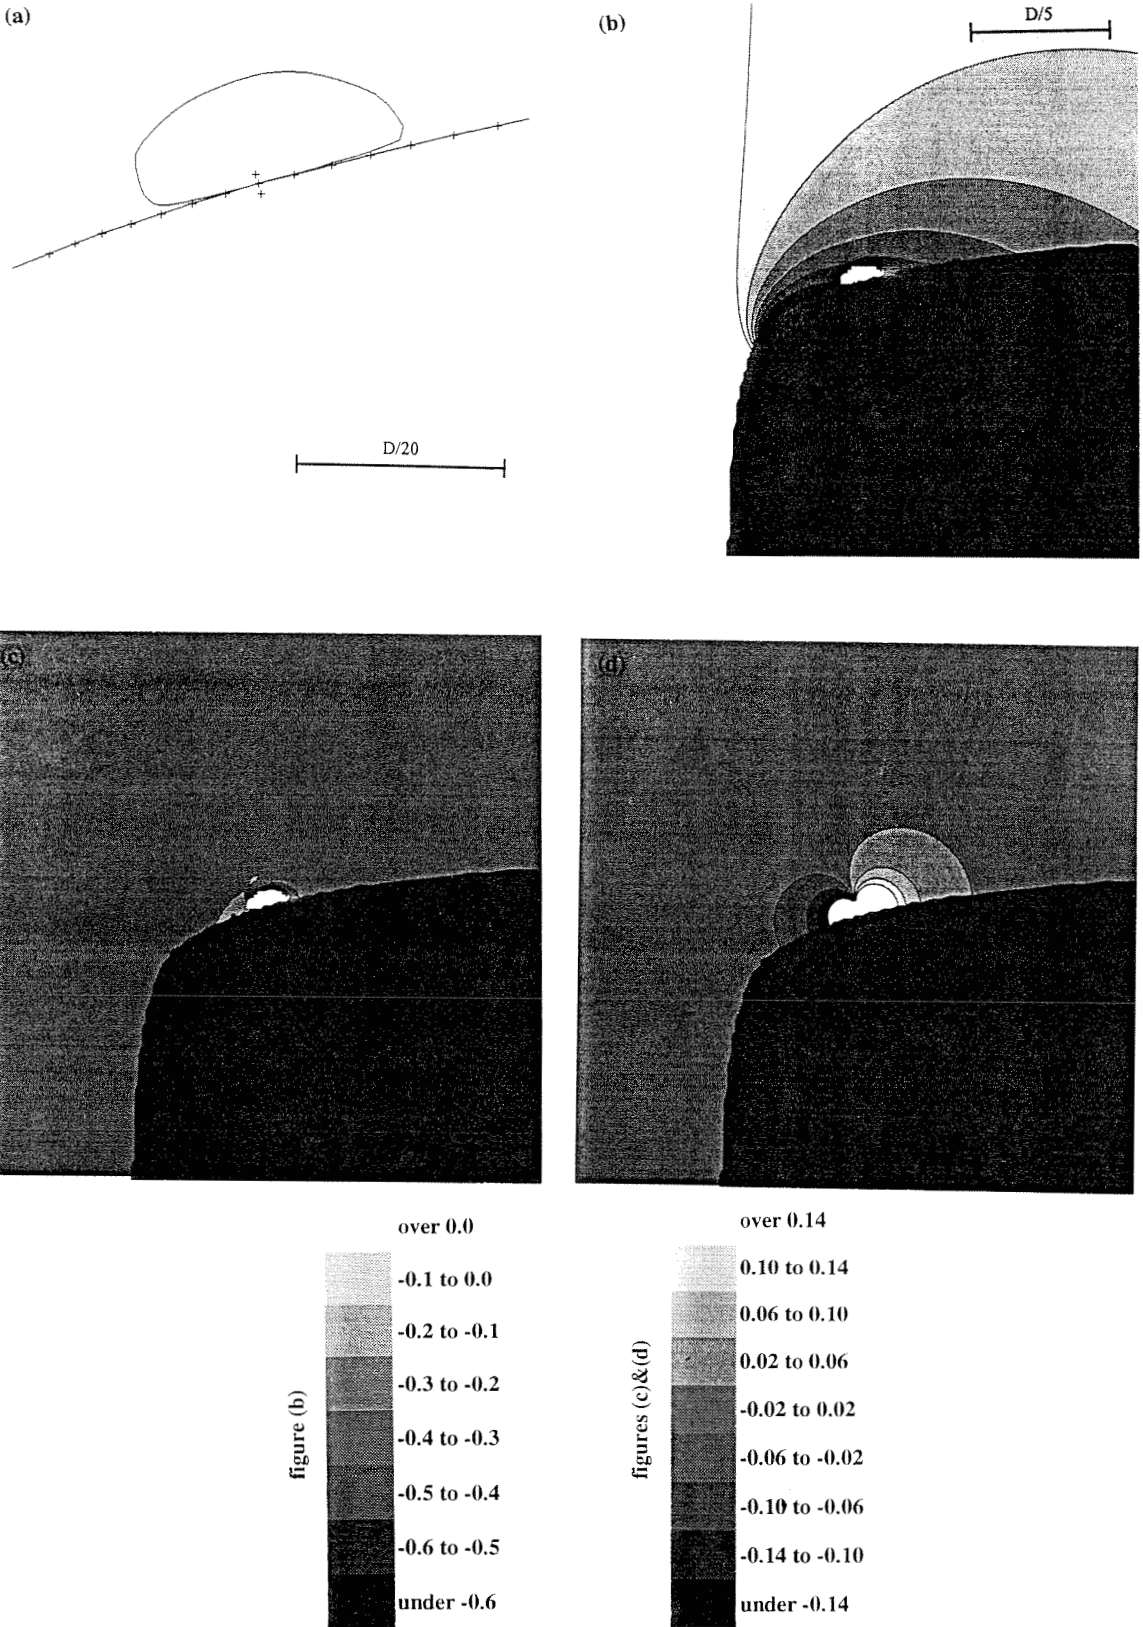 (a)
(b)
D/5
D/20
(c)
(d)
over 0.0
-0.1 to 0.0
-0.2 to -0.1
-0.3 to -0.2
-0.4 to -0.3
-0.5 to -0.4
-0.6 to -0.5
under -0.6
figure (b)
over 0.14
0.10 to 0.14
0.06 to 0.10
0.02 to 0.06
-0.02 to 0.02
-0.06 to -0.02
-0.10 to -0.06
-0.14 to -0.10
under -0.14
figures (c)&(d)